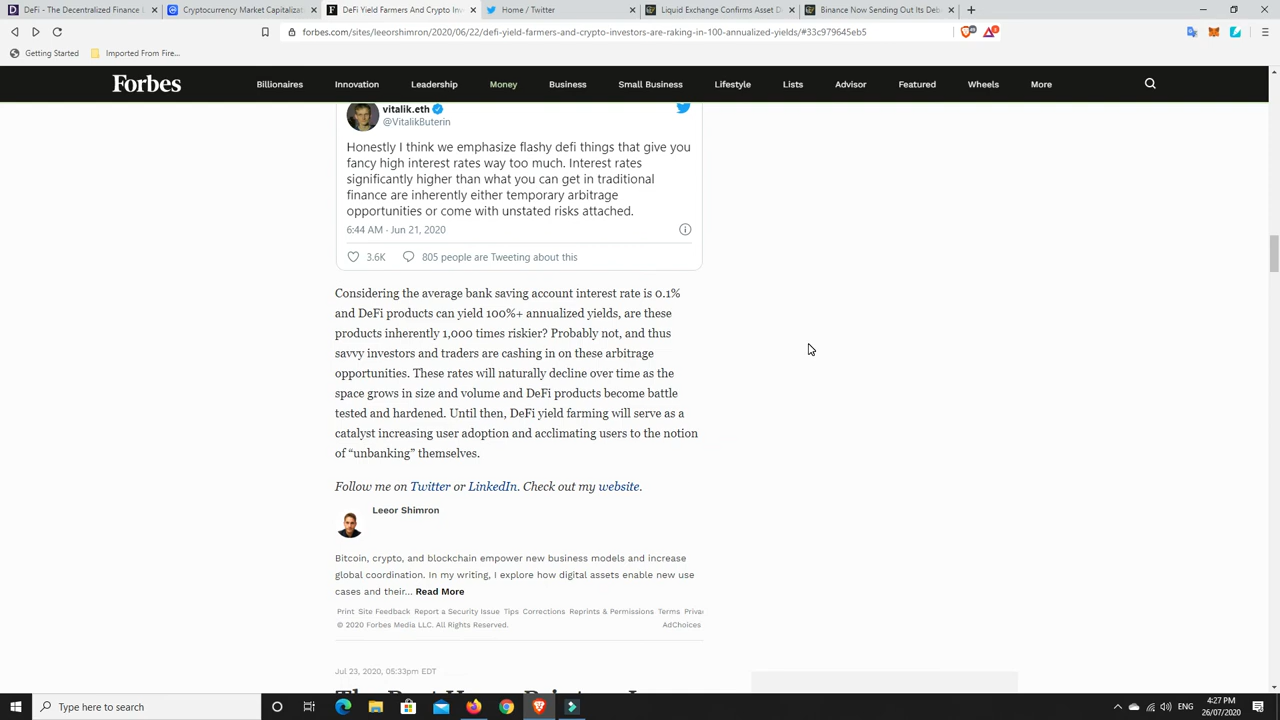 DeFi - The Decentralized Finance L
Cryptocurrency Market Capitalizat
DeFi Yield Farmers And Crypto Inve
Home / Twitter
Liquid Exchange Confirms Asset D
Binance Now Sending Out Its Deb
forbes.com/sites/leeorshimron/2020/06/22/defi-yield-farmers-and-crypto-investors-are-raking-in-100-annualized-yields/#33c979645eb5
Getting Started
Imported From Fire...
Forbes
Billionaires
Innovation
Leadership
Money
Business
Small Business
Lifestyle
Lists
Advisor
Featured
Wheels
More
vitalik.eth
@VitalikButerin
Honestly I think we emphasize flashy defi things that give you
fancy high interest rates way too much. Interest rates
significantly higher than what you can get in traditional
finance are inherently either temporary arbitrage
opportunities or come with unstated risks attached.
6:44 AM · Jun 21, 2020
3.6K
805 people are Tweeting about this
Considering the average bank saving account interest rate is 0.1%
and DeFi products can yield 100%+ annualized yields, are these
products inherently 1,000 times riskier? Probably not, and thus
savvy investors and traders are cashing in on these arbitrage
opportunities. These rates will naturally decline over time as the
space grows in size and volume and DeFi products become battle
tested and hardened. Until then, DeFi yield farming will serve as a
catalyst increasing user adoption and acclimating users to the notion
of “unbanking” themselves.
Follow me on Twitter or LinkedIn. Check out my website.
Leeor Shimron
Bitcoin, crypto, and blockchain empower new business models and increase
global coordination. In my writing, I explore how digital assets enable new use
cases and their... Read More
Print Site Feedback Report a Security Issue Tips Corrections Reprints & Permissions Terms Priva
© 2020 Forbes Media LLC. All Rights Reserved.
AdChoices
Jul 23, 2020, 05:33pm EDT
Type here to search
ENG
4:27 PM
26/07/2020